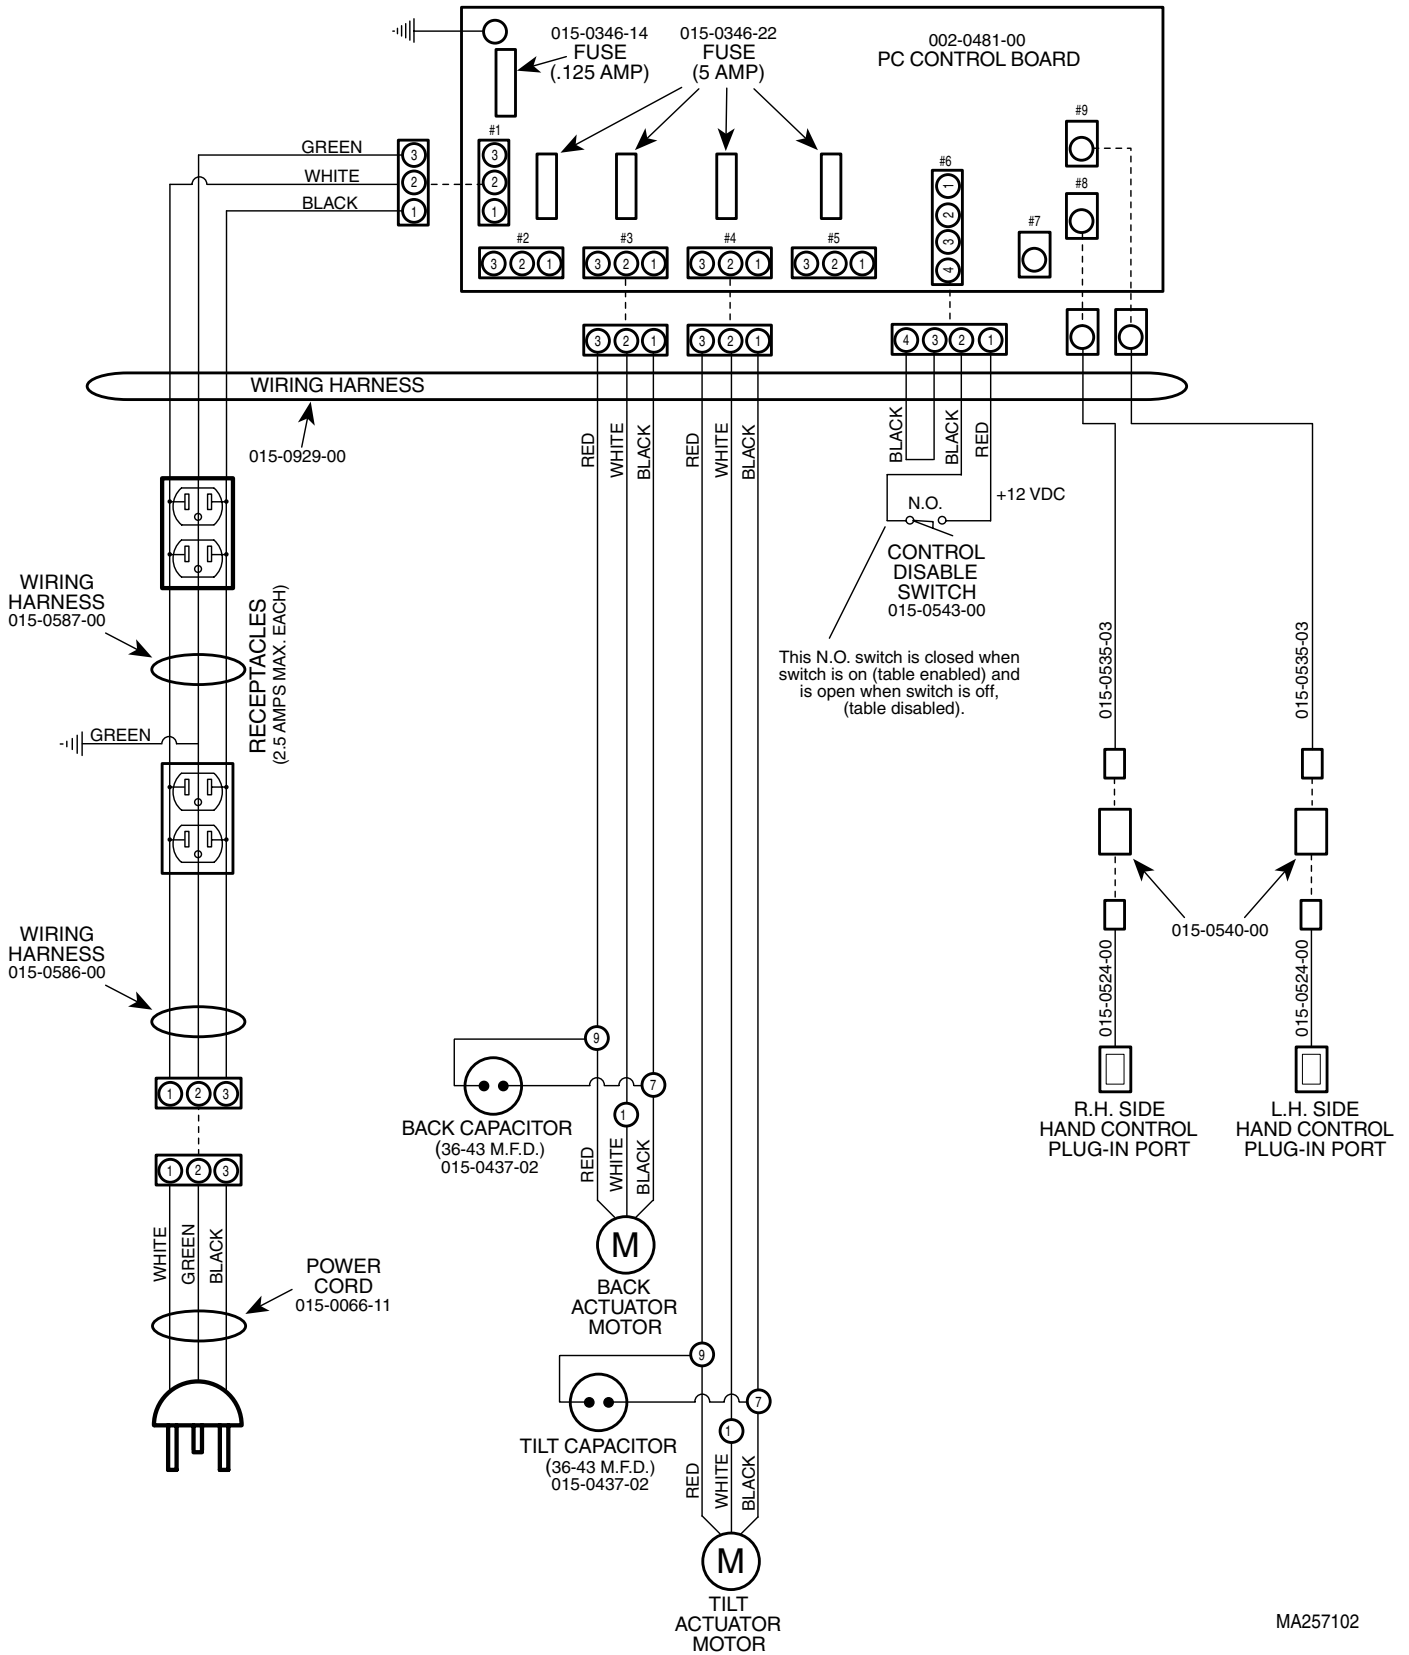 015-0346-14
FUSE
(.125 AMP)
015-0346-22
FUSE
(5 AMP)
002-0481-00
PC CONTROL BOARD
#9
#1
#6
#8
#7
GREEN
WHITE
BLACK
3
2
1
3
2
1
#2
#3
#4
#5
3 2 1
3 2 1
3 2 1
3 2 1
1
2
3
4
3 2 1
3 2 1
4 3 2 1
WIRING HARNESS
015-0929-00
RED
WHITE
BLACK
RED
WHITE
BLACK
BLACK
BLACK
RED
+12 VDC
N.O.
CONTROL
DISABLE
SWITCH
015-0543-00
This N.O. switch is closed when
switch is on (table enabled) and
is open when switch is off,
(table disabled).
WIRING
HARNESS
015-0587-00
RECEPTACLES
(2.5 AMPS MAX. EACH)
GREEN
015-0535-03
015-0535-03
WIRING
HARNESS
015-0586-00
015-0540-00
015-0524-00
015-0524-00
1 2 3
1 2 3
9
7
1
BACK CAPACITOR
(36-43 M.F.D.)
015-0437-02
RED
WHITE
BLACK
R.H. SIDE
HAND CONTROL
PLUG-IN PORT
L.H. SIDE
HAND CONTROL
PLUG-IN PORT
WHITE
GREEN
BLACK
POWER
CORD
015-0066-11
M
BACK
ACTUATOR
MOTOR
9
7
1
TILT CAPACITOR
(36-43 M.F.D.)
015-0437-02
RED
WHITE
BLACK
M
TILT
ACTUATOR
MOTOR
MA257102